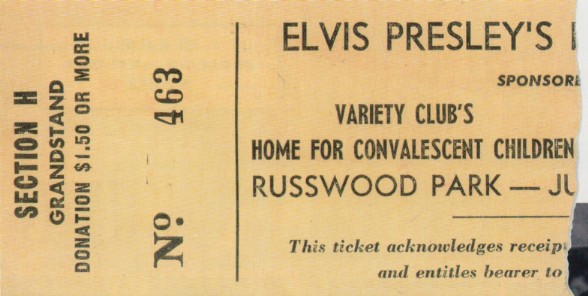 SECTION H
GRANDSTAND
DONATION $1.50 OR MORE
Nº 463
ELVIS PRESLEY'S
SPONSOR
VARIETY CLUB'S
HOME FOR CONVALESCENT CHILDREN
RUSSWOOD PARK — JU
This ticket acknowledges receip
and entitles bearer to